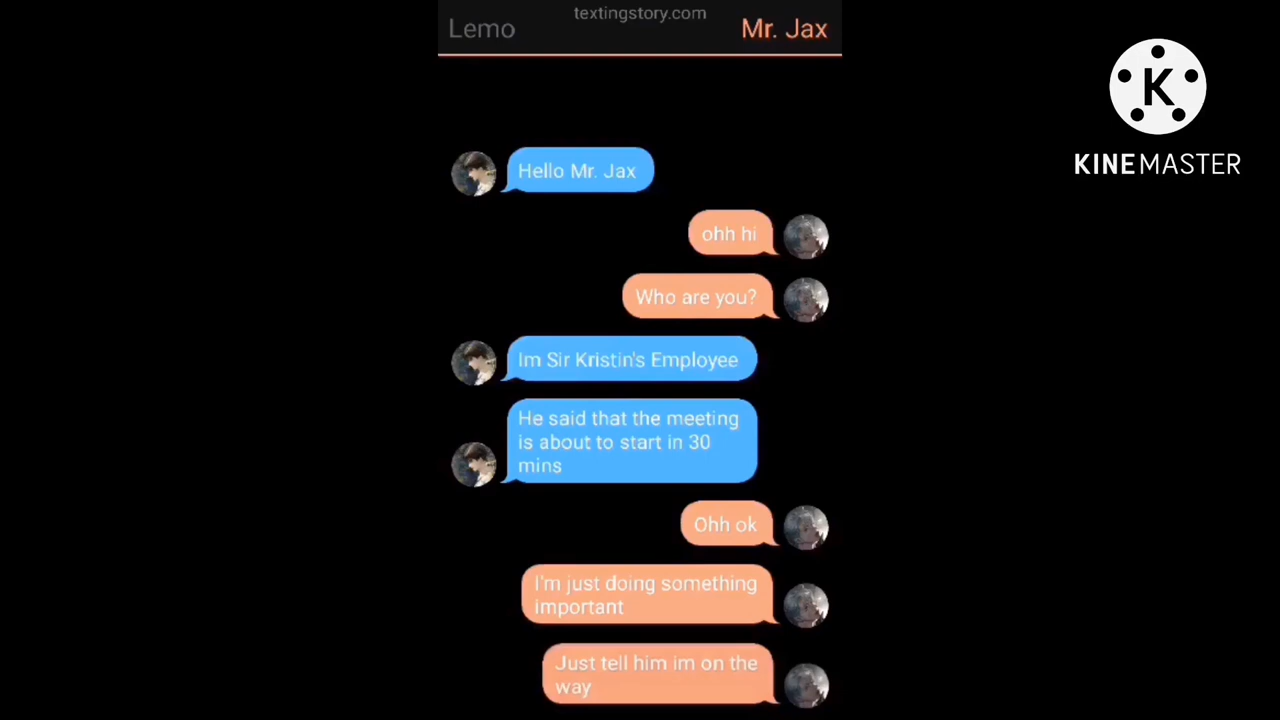 textingstory.com
Lemo
Mr. Jax
K
KINEMASTER
Hello Mr. Jax
ohh hi
Who are you?
Im Sir Kristin's Employee
He said that the meeting
is about to start in 30
mins
Ohh ok
I'm just doing something
important
Just tell him im on the
way